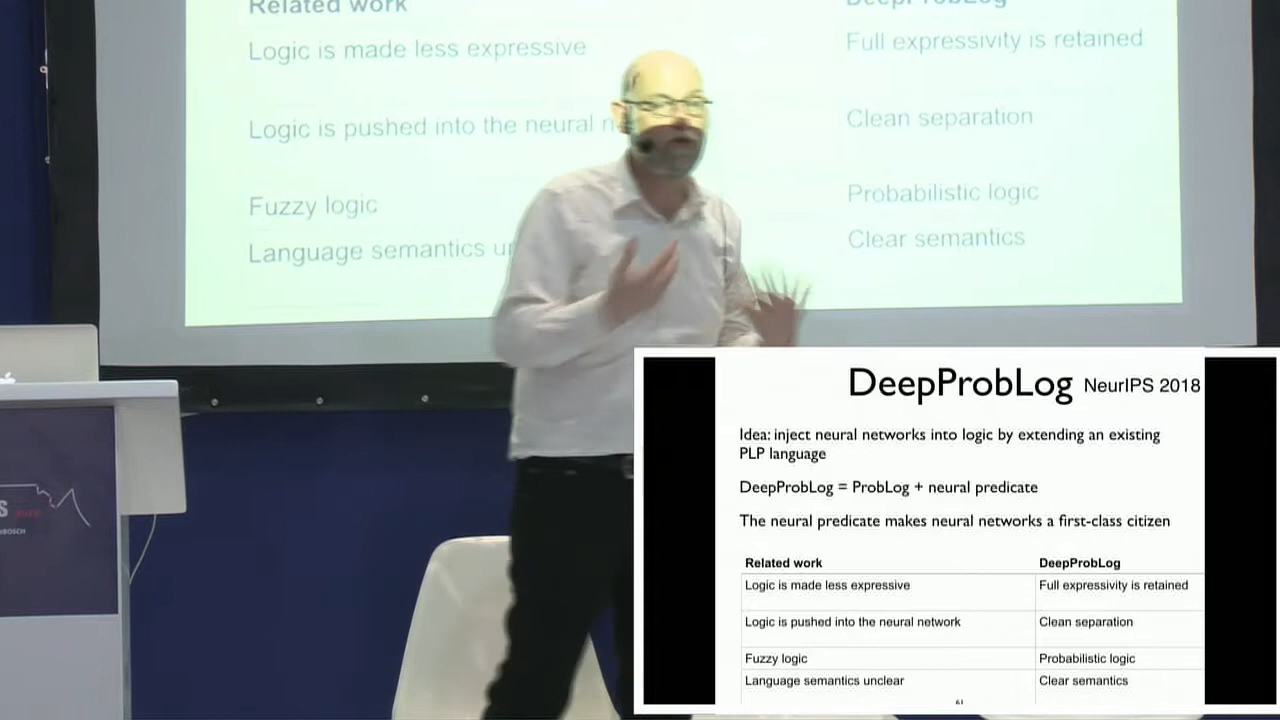 Related work
DeepProbLog
Logic is made less expressive
Full expressivity is retained
Logic is pushed into the neural
Clean separation
Fuzzy logic
Probabilistic logic
Language semantics
Clear semantics
S
BOSCH
DeepProbLog NeurIPS 2018
Idea: inject neural networks into logic by extending an existing
PLP language
DeepProbLog = ProbLog + neural predicate
The neural predicate makes neural networks a first-class citizen
Related work DeepProbLog
Logic is made less expressive Full expressivity is retained
Logic is pushed into the neural network Clean separation
Fuzzy logic Probabilistic logic
Language semantics unclear Clear semantics